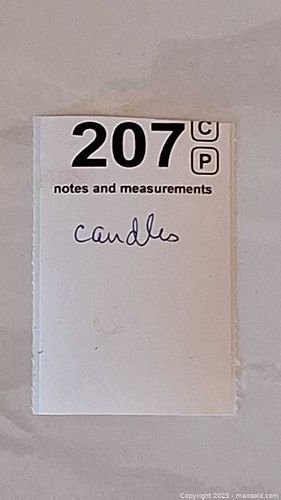 207 C
P
notes and measurements
candles
Copyright 2023 - maxsold.com